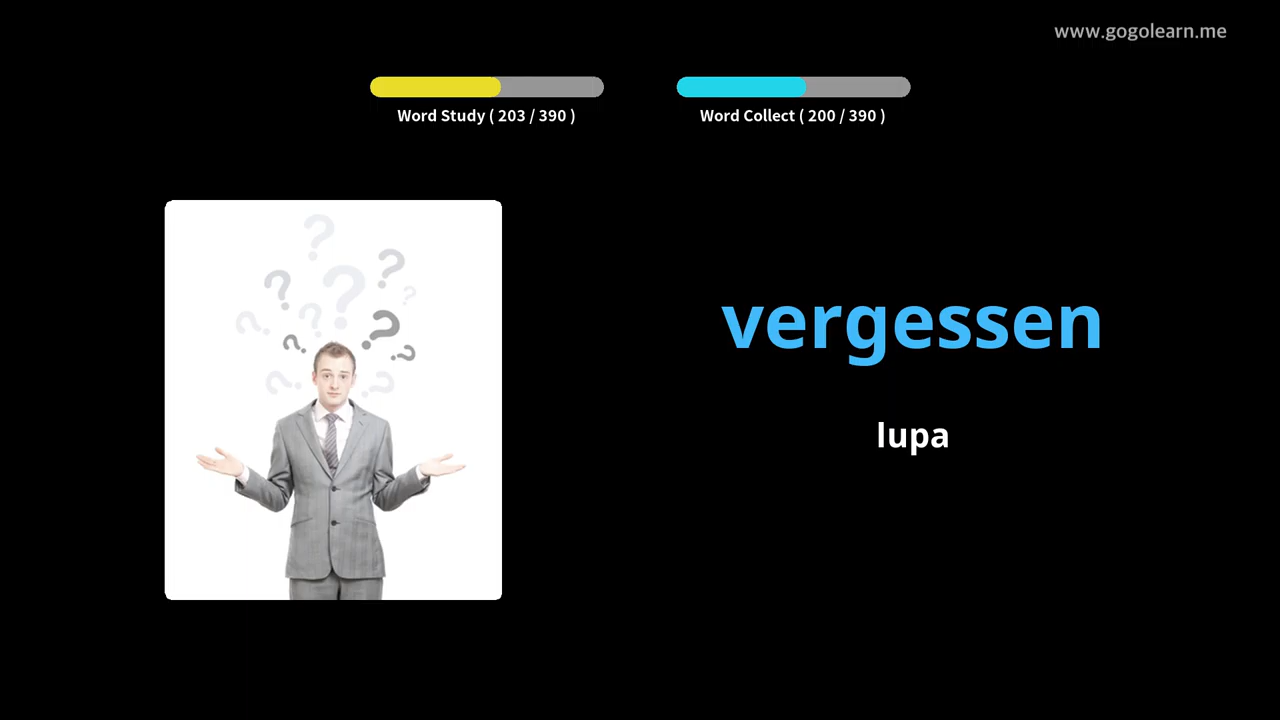 www.gogolearn.me
Word Study ( 203 / 390 )
Word Collect ( 200 / 390 )
? ? ? ? ? ? ? ? ? ? ? ?
vergessen
lupa